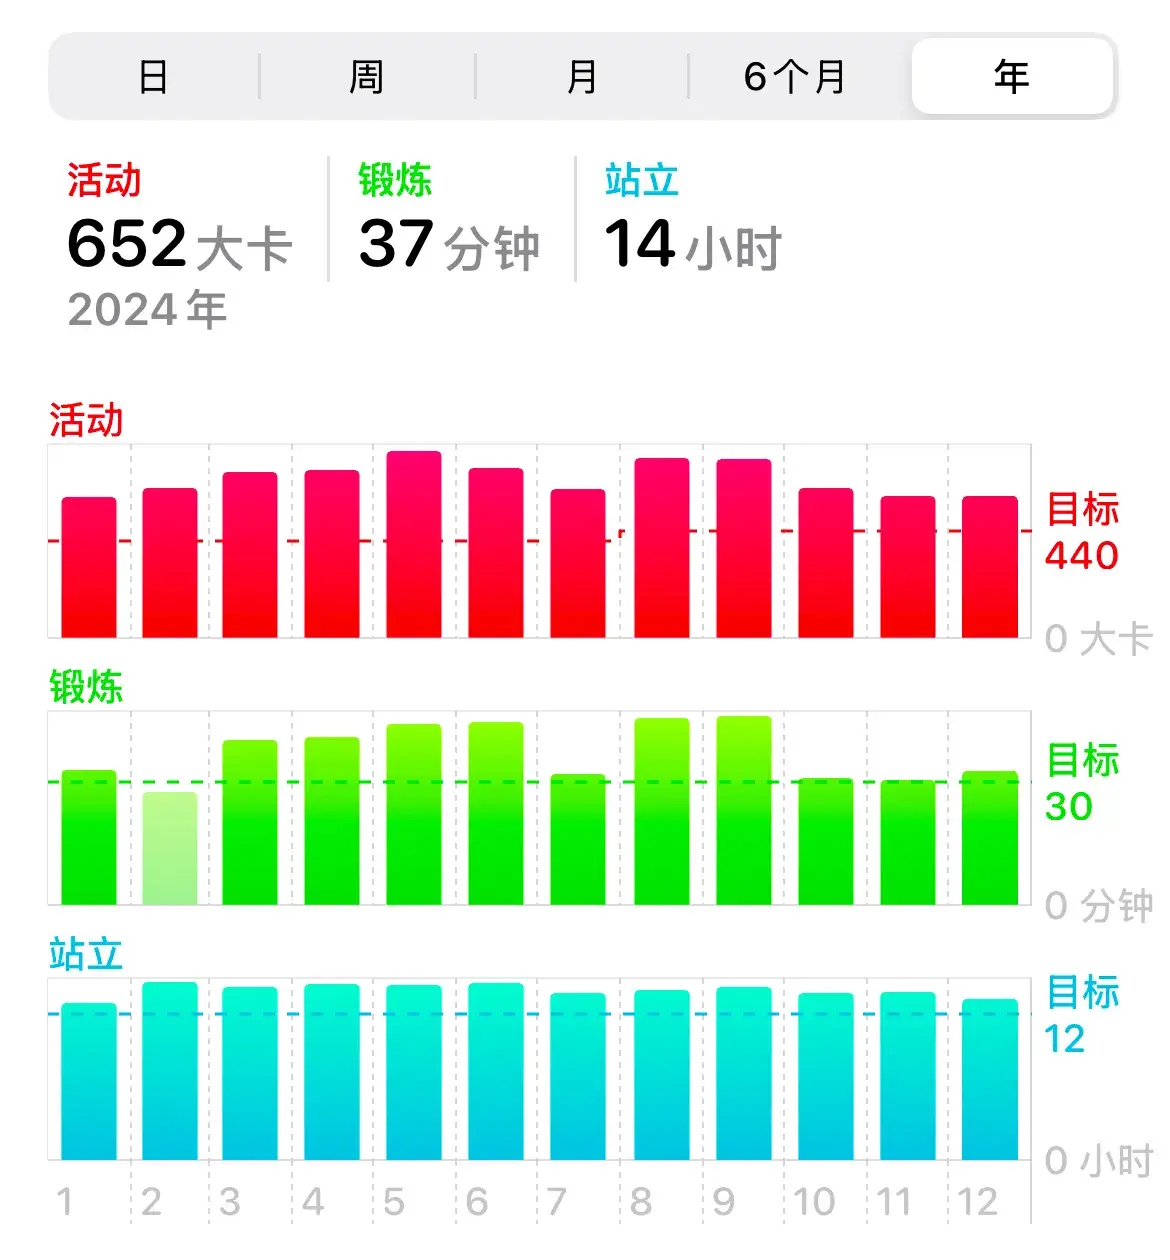 日 周 月 6个月 年
活动 锻炼 站立
652大卡 37分钟 14小时
2024年
活动
目标
440
0 大卡
锻炼
目标
30
0 分钟
站立
目标
12
0 小时
1 2 3 4 5 6 7 8 9 10 11 12